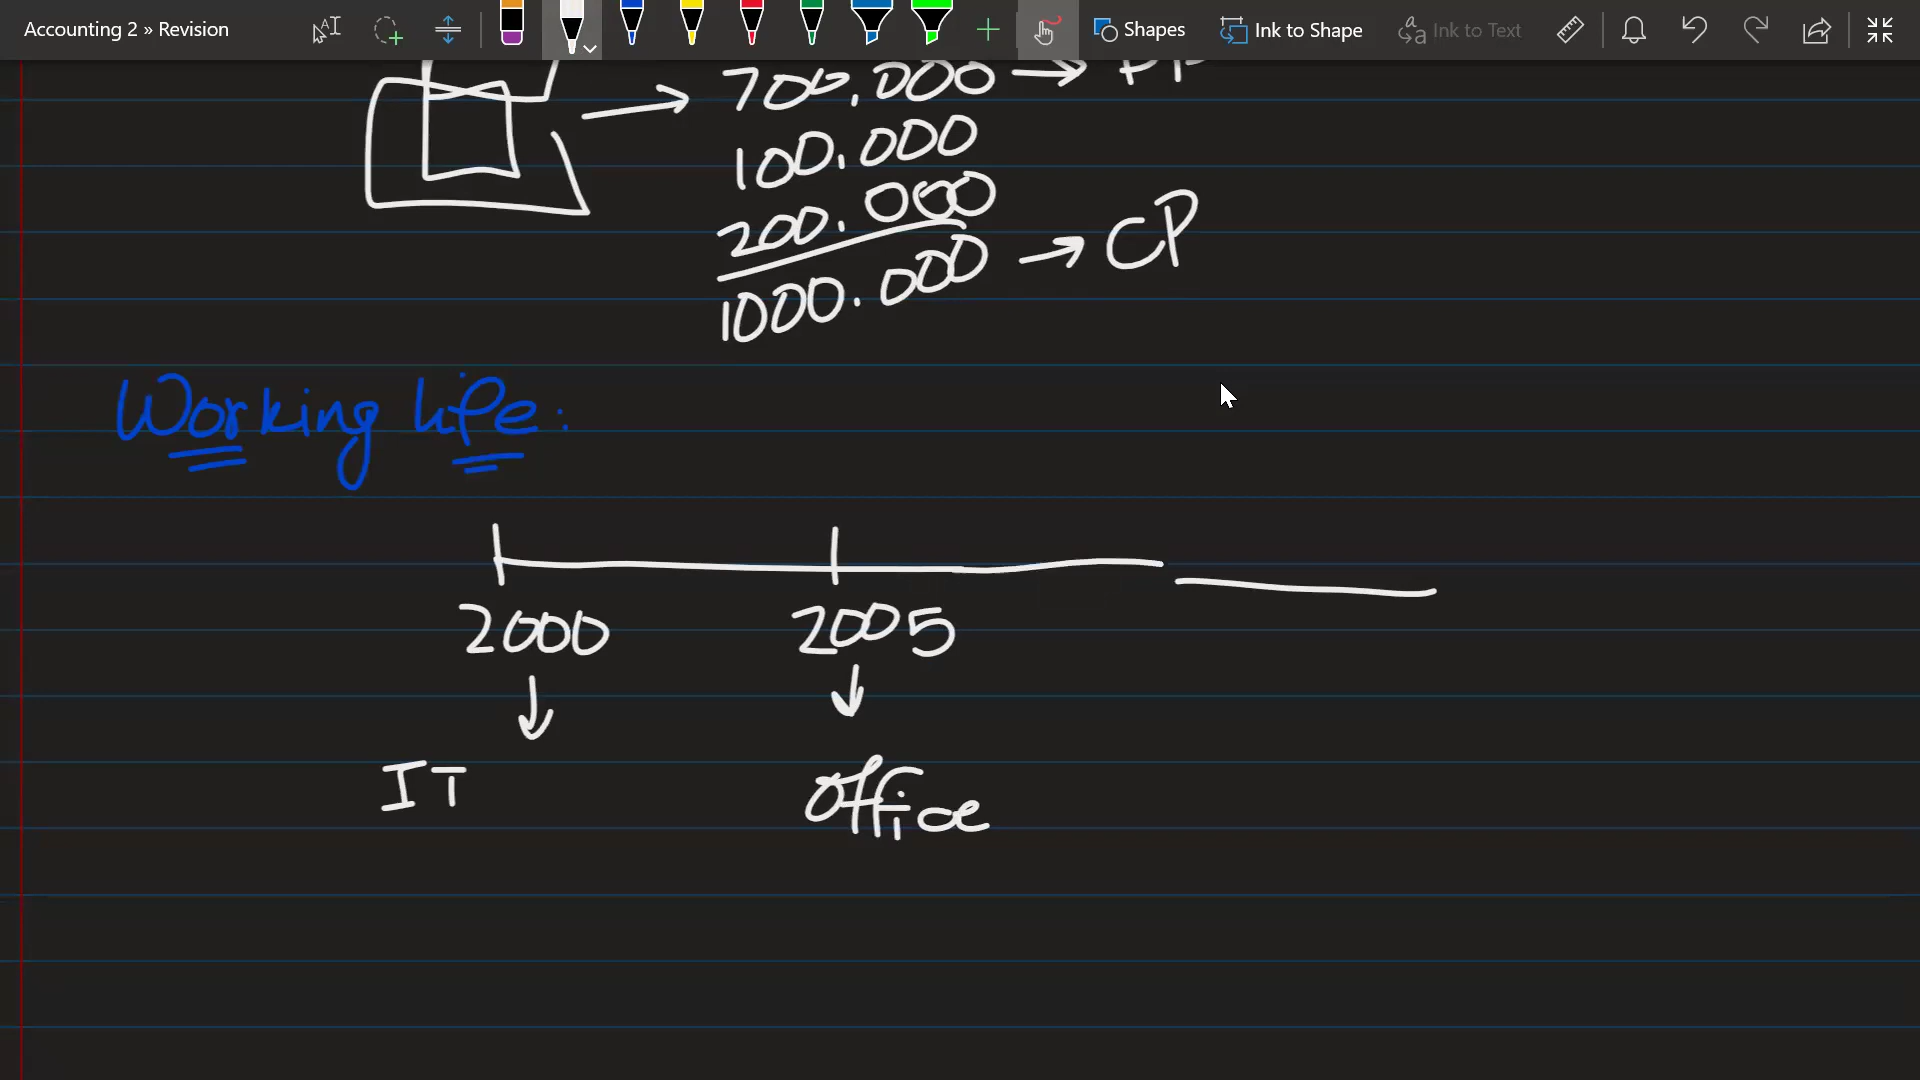 Accounting 2 » Revision
Shapes
Ink to Shape
Ink to Text
700.000 →
100.000
200.000
1000.000 → CP
Working life:
2000 2005
IT office